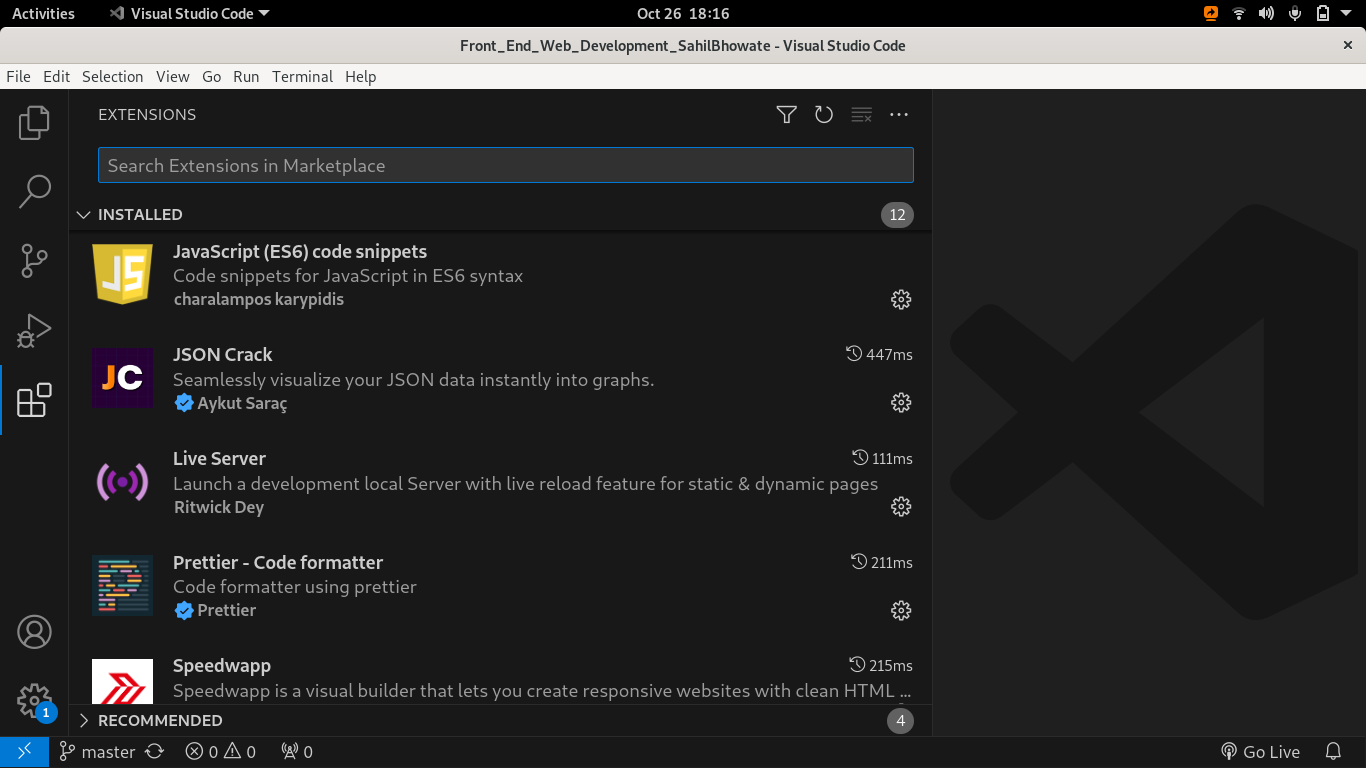 Activities Visual Studio Code Oct 26 18:16
Front_End_Web_Development_SahilBhowate - Visual Studio Code
File Edit Selection View Go Run Terminal Help
EXTENSIONS
Search Extensions in Marketplace
INSTALLED 12
JS
JavaScript (ES6) code snippets
Code snippets for JavaScript in ES6 syntax
charalampos karypidis
JC
JSON Crack 447ms
Seamlessly visualize your JSON data instantly into graphs.
Aykut Saraç
Live Server 111ms
Launch a development local Server with live reload feature for static & dynamic pages
Ritwick Dey
Prettier - Code formatter 211ms
Code formatter using prettier
Prettier
Speedwapp 215ms
Speedwapp is a visual builder that lets you create responsive websites with clean HTML ...
1
RECOMMENDED 4
master 0 0 0 Go Live